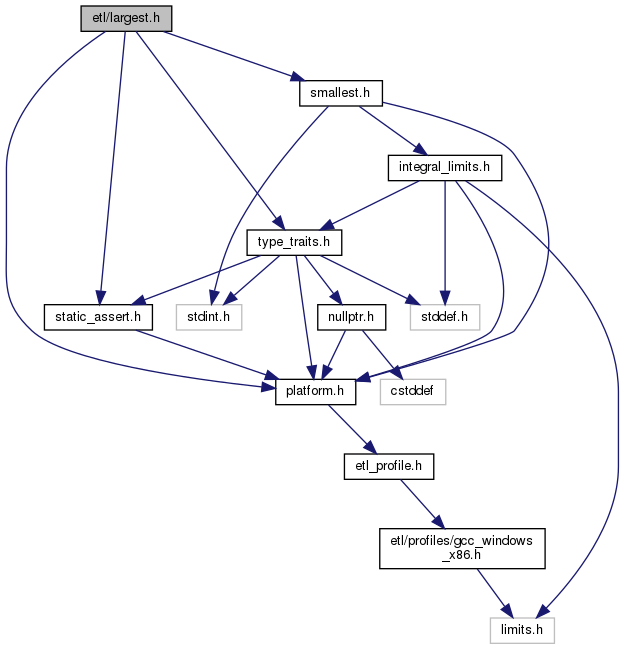 etl/largest.h
smallest.h
integral_limits.h
type_traits.h
static_assert.h
stdint.h
nullptr.h
stddef.h
platform.h
cstddef
etl_profile.h
etl/profiles/gcc_windows
_x86.h
limits.h